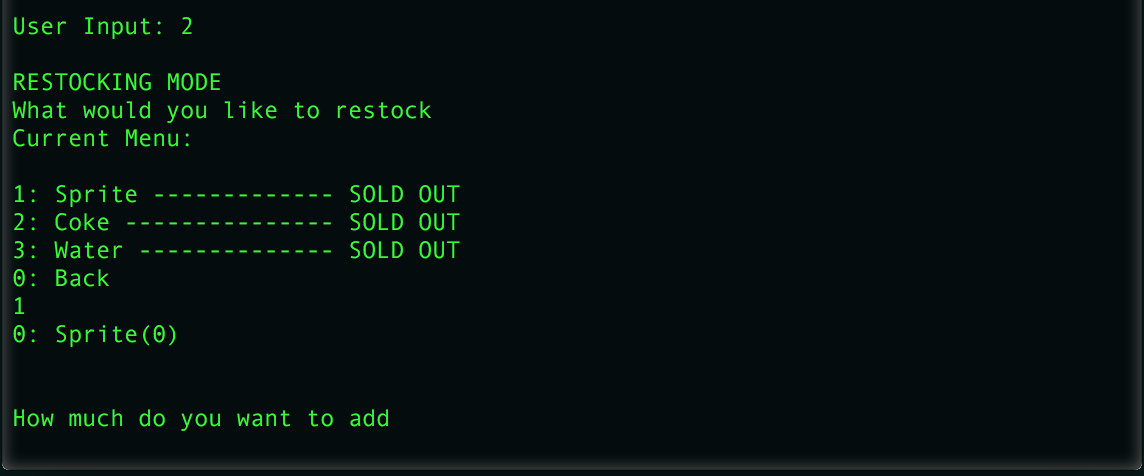 User Input: 2
RESTOCKING MODE
What would you like to restock
Current Menu:
1: Sprite ------------- SOLD OUT
2: Coke --------------- SOLD OUT
3: Water -------------- SOLD OUT
0: Back
1
0: Sprite(0)
How much do you want to add